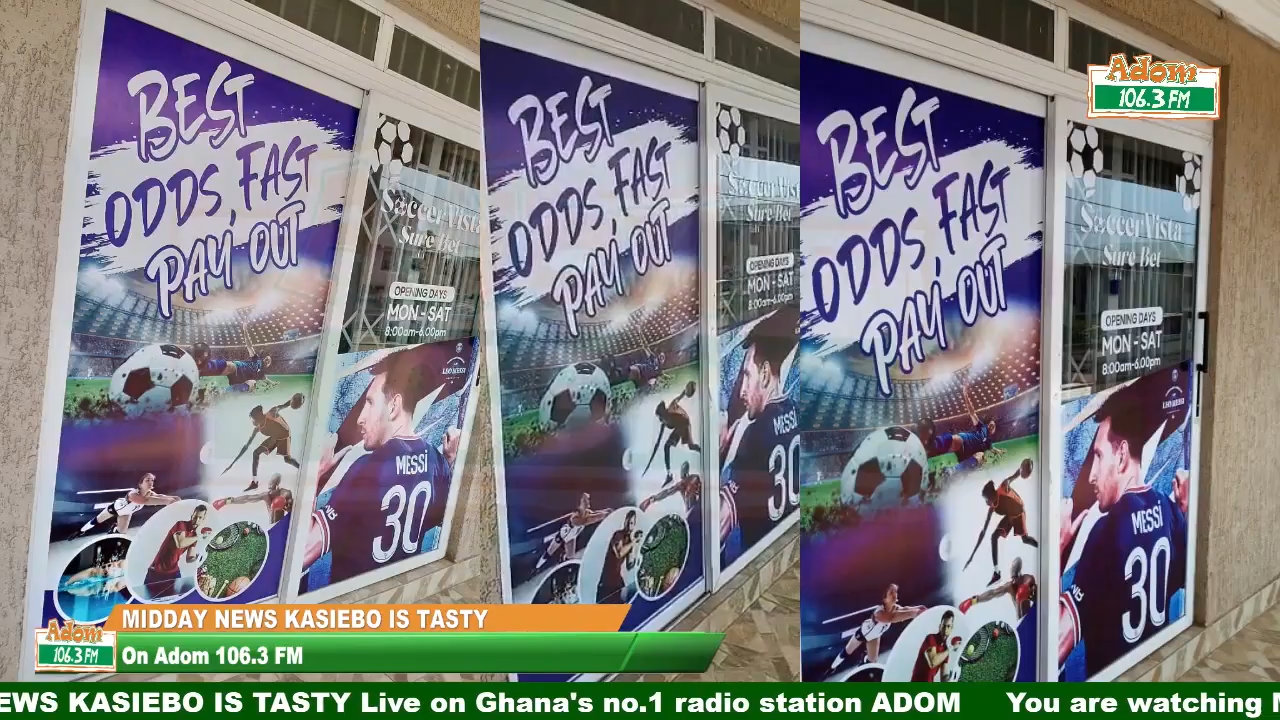 BEST
ODDS, FAST
PAY OUT
SoccerVista
Sure Bet
OPENING DAYS
MON - SAT
8:00am-6.00pm
MESSI
30
BEST
ODDS, FAST
PAY OUT
SoccerVista
Sure Bet
OPENING DAYS
MON - SAT
8:00am-6.00pm
MESSI
30
Adom
106.3 FM
BEST
ODDS, FAST
PAY OUT
SoccerVista
Sure Bet
OPENING DAYS
MON - SAT
8:00am-6.00pm
LEO MESSI
MESSI
30
MIDDAY NEWS KASIEBO IS TASTY
Adom
106.3 FM
On Adom 106.3 FM
EWS KASIEBO IS TASTY Live on Ghana's no.1 radio station ADOM You are watching